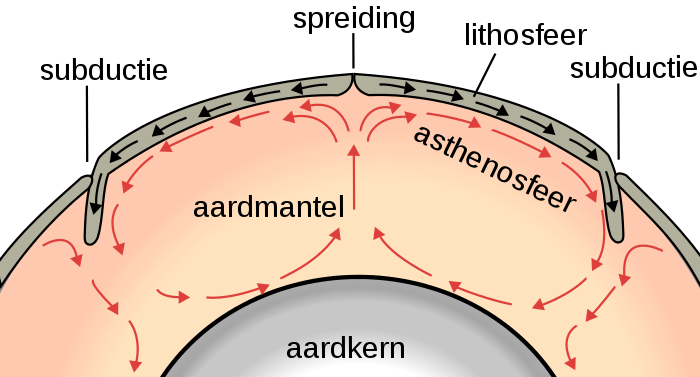 spreiding
lithosfeer
subductie
subductie
asthenosfeer
aardmantel
aardkern